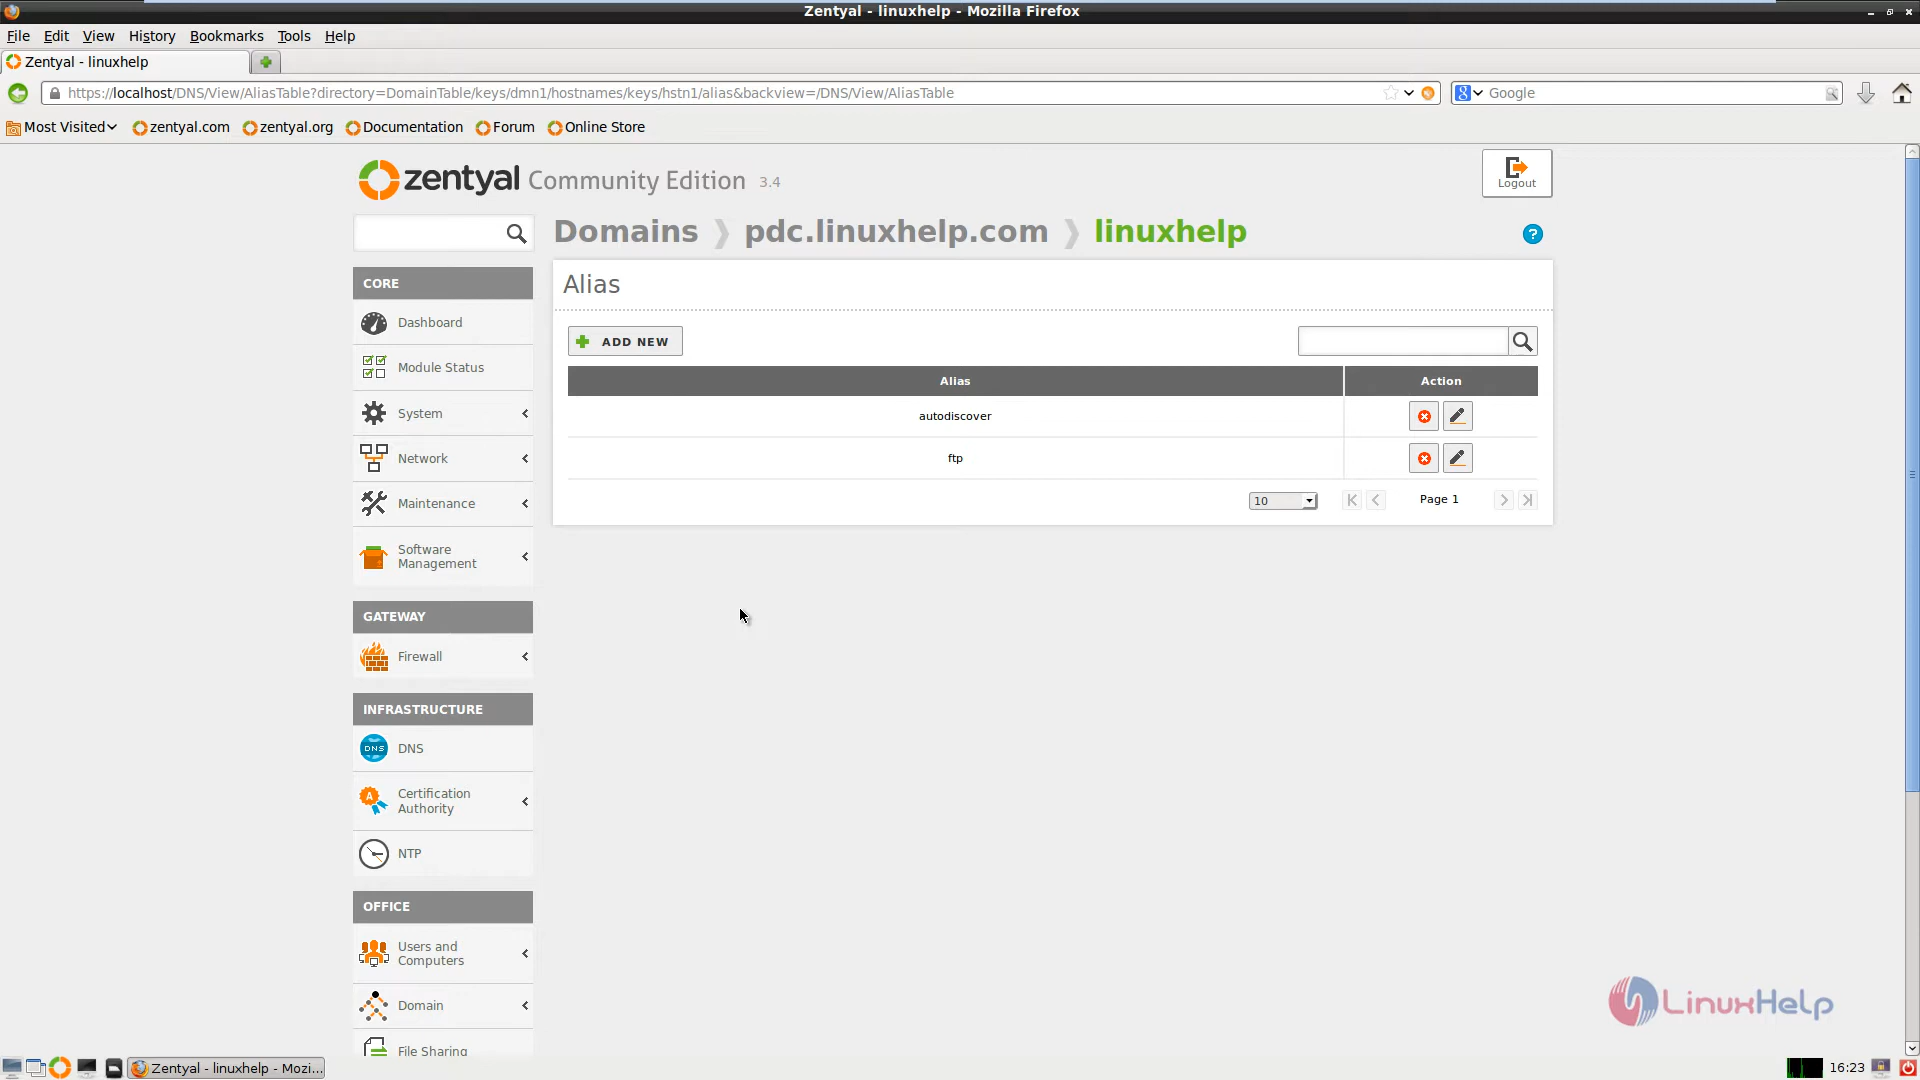 Zentyal - linuxhelp - Mozilla Firefox
File Edit View History Bookmarks Tools Help
Zentyal - linuxhelp
https://localhost/DNS/View/AliasTable?directory=DomainTable/keys/dmn1/hostnames/keys/hstn1/alias&backview=/DNS/View/AliasTable
Google
Most Visited zentyal.com zentyal.org Documentation Forum Online Store
zentyal Community Edition 3.4
Logout
Domains pdc.linuxhelp.com linuxhelp
?
CORE
Dashboard
Module Status
System
Network
Maintenance
Software
Management
GATEWAY
Firewall
INFRASTRUCTURE
DNS
DNS
Certification
Authority
NTP
OFFICE
Users and
Computers
Domain
File Sharing
Alias
ADD NEW
Alias Action
autodiscover
ftp
10 Page 1
LinuxHelp
Zentyal - linuxhelp - Mozi...
16:23